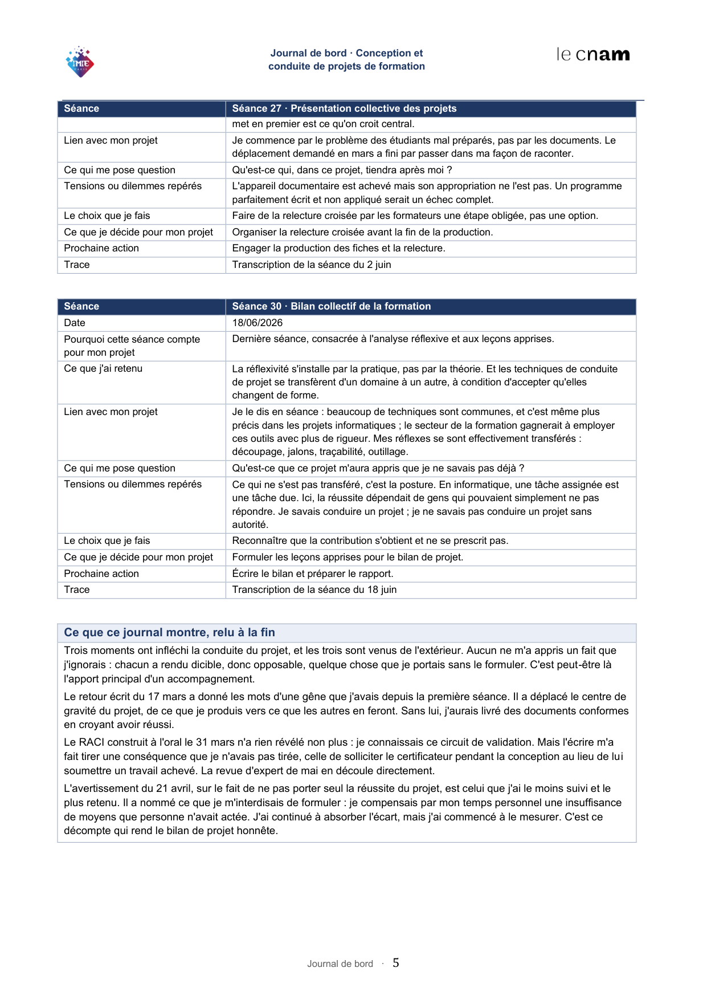 IMIE
PARIS
Journal de bord · Conception et
conduite de projets de formation
le cnam
Séance
Séance 27 · Présentation collective des projets
met en premier est ce qu'on croit central.
Lien avec mon projet
Je commence par le problème des étudiants mal préparés, pas par les documents. Le
déplacement demandé en mars a fini par passer dans ma façon de raconter.
Ce qui me pose question
Qu'est-ce qui, dans ce projet, tiendra après moi ?
Tensions ou dilemmes repérés
L'appareil documentaire est achevé mais son appropriation ne l'est pas. Un programme
parfaitement écrit et non appliqué serait un échec complet.
Le choix que je fais
Faire de la relecture croisée par les formateurs une étape obligée, pas une option.
Ce que je décide pour mon projet
Organiser la relecture croisée avant la fin de la production.
Prochaine action
Engager la production des fiches et la relecture.
Trace
Transcription de la séance du 2 juin
Séance
Séance 30 · Bilan collectif de la formation
Date
18/06/2026
Pourquoi cette séance compte
pour mon projet
Dernière séance, consacrée à l'analyse réflexive et aux leçons apprises.
Ce que j'ai retenu
La réflexivité s'installe par la pratique, pas par la théorie. Et les techniques de conduite
de projet se transfèrent d'un domaine à un autre, à condition d'accepter qu'elles
changent de forme.
Lien avec mon projet
Je le dis en séance : beaucoup de techniques sont communes, et c'est même plus
précis dans les projets informatiques ; le secteur de la formation gagnerait à employer
ces outils avec plus de rigueur. Mes réflexes se sont effectivement transférés :
découpage, jalons, traçabilité, outillage.
Ce qui me pose question
Qu'est-ce que ce projet m'aura appris que je ne savais pas déjà ?
Tensions ou dilemmes repérés
Ce qui ne s'est pas transféré, c'est la posture. En informatique, une tâche assignée est
une tâche due. Ici, la réussite dépendait de gens qui pouvaient simplement ne pas
répondre. Je savais conduire un projet ; je ne savais pas conduire un projet sans
autorité.
Le choix que je fais
Reconnaître que la contribution s'obtient et ne se prescrit pas.
Ce que je décide pour mon projet
Formuler les leçons apprises pour le bilan de projet.
Prochaine action
Écrire le bilan et préparer le rapport.
Trace
Transcription de la séance du 18 juin
Ce que ce journal montre, relu à la fin
Trois moments ont infléchi la conduite du projet, et les trois sont venus de l'extérieur. Aucun ne m'a appris un fait que
j'ignorais : chacun a rendu dicible, donc opposable, quelque chose que je portais sans le formuler. C'est peut-être là
l'apport principal d'un accompagnement.
Le retour écrit du 17 mars a donné les mots d'une gêne que j'avais depuis la première séance. Il a déplacé le centre de
gravité du projet, de ce que je produis vers ce que les autres en feront. Sans lui, j'aurais livré des documents conformes
en croyant avoir réussi.
Le RACI construit à l'oral le 31 mars n'a rien révélé non plus : je connaissais ce circuit de validation. Mais l'écrire m'a
fait tirer une conséquence que je n'avais pas tirée, celle de solliciter le certificateur pendant la conception au lieu de lui
soumettre un travail achevé. La revue d'expert de mai en découle directement.
L'avertissement du 21 avril, sur le fait de ne pas porter seul la réussite du projet, est celui que j'ai le moins suivi et le
plus retenu. Il a nommé ce que je m'interdisais de formuler : je compensais par mon temps personnel une insuffisance
de moyens que personne n'avait actée. J'ai continué à absorber l'écart, mais j'ai commencé à le mesurer. C'est ce
décompte qui rend le bilan de projet honnête.
Journal de bord · 5